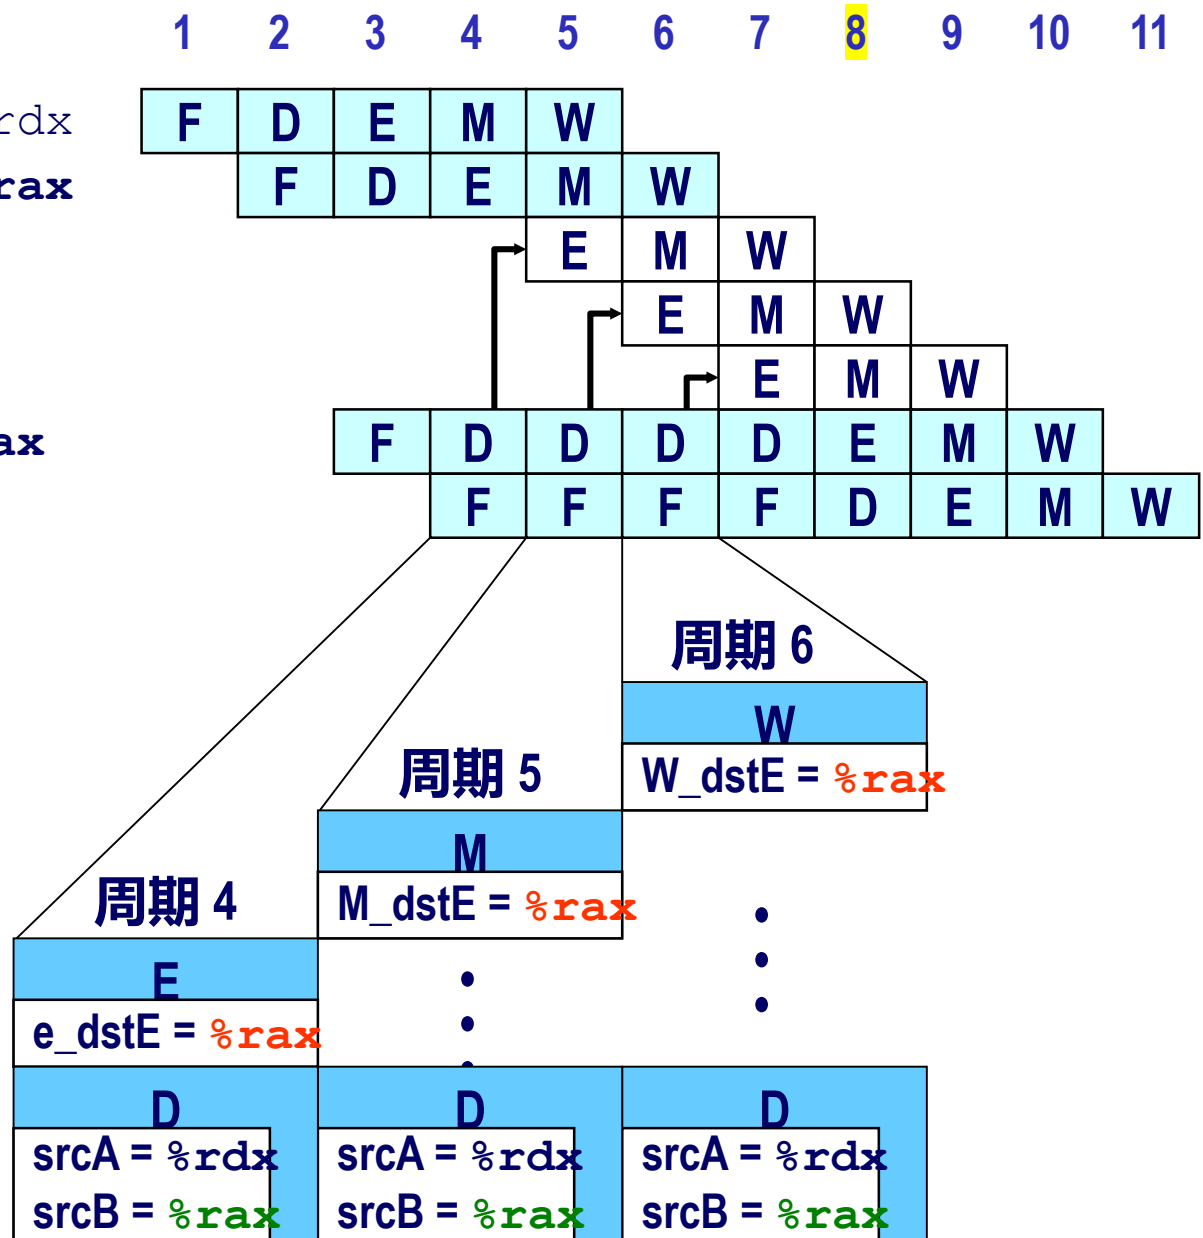 1 2 3 4 5 6 7 8 9 10 11
rdx F D E M W
rax F D E M W
E M W
E M W
E M W
ax F D D D D E M W
F F F F D E M W
周期 6
W
W_dstE = %rax
周期 5
M
M_dstE = %rax
周期 4
E
e_dstE = %rax
D D D
srcA = %rdx srcA = %rdx srcA = %rdx
srcB = %rax srcB = %rax srcB = %rax